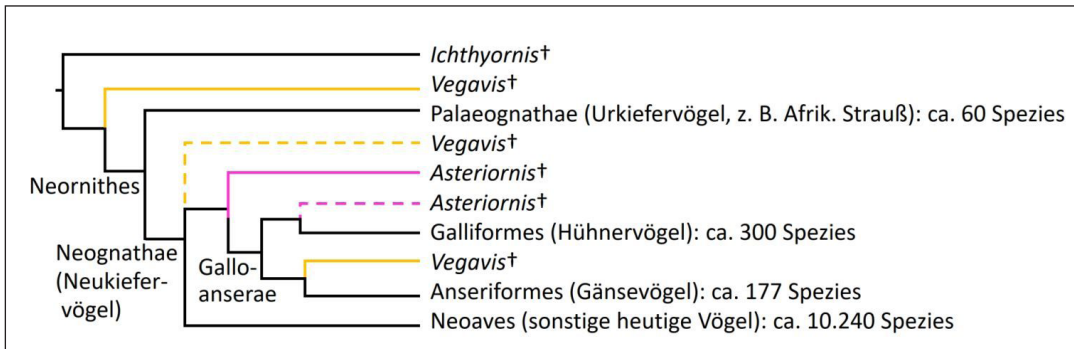 Ichthyornis†
Vegavis†
Palaeognathae (Urkiefervögel, z. B. Afrik. Strauß): ca. 60 Spezies
Vegavis†
Asteriornis†
Neornithes
Asteriornis†
Galliformes (Hühnervögel): ca. 300 Spezies
Neognathae
(Neukiefer-
vögel)
Gallo-
anserae
Vegavis†
Anseriformes (Gänsevögel): ca. 177 Spezies
Neoaves (sonstige heutige Vögel): ca. 10.240 Spezies